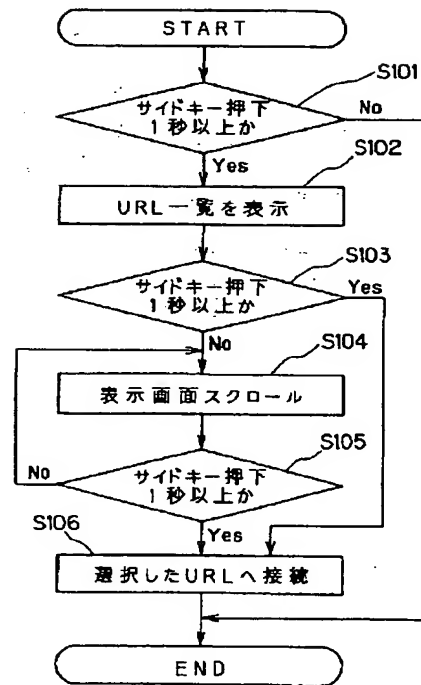 START
S101
サイドキー押下
1秒以上か
No
Yes
S102
URL一覧を表示
S103
サイドキー押下
1秒以上か
Yes
No
S104
表示画面スクロール
S105
サイドキー押下
1秒以上か
No
Yes
S106
選択したURLへ接続
END